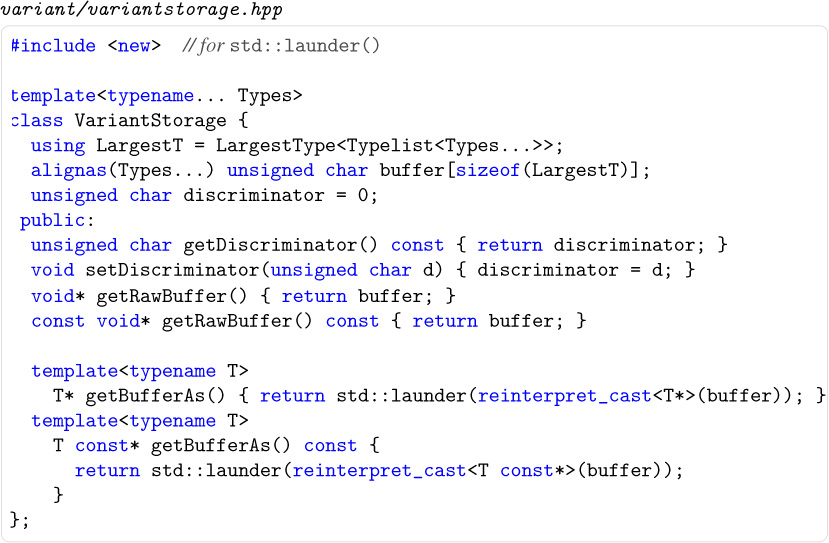 variant/variantstorage.hpp
#include <new>  //for std::launder()
template<typename... Types>
class VariantStorage {
  using LargestT = LargestType<Typelist<Types...>>;
  alignas(Types...) unsigned char buffer[sizeof(LargestT)];
  unsigned char discriminator = 0;
 public:
  unsigned char getDiscriminator() const { return discriminator; }
  void setDiscriminator(unsigned char d) { discriminator = d; }
  void* getRawBuffer() { return buffer; }
  const void* getRawBuffer() const { return buffer; }
  template<typename T>
    T* getBufferAs() { return std::launder(reinterpret_cast<T*>(buffer)); }
  template<typename T>
    T const* getBufferAs() const {
      return std::launder(reinterpret_cast<T const*>(buffer));
    }
};